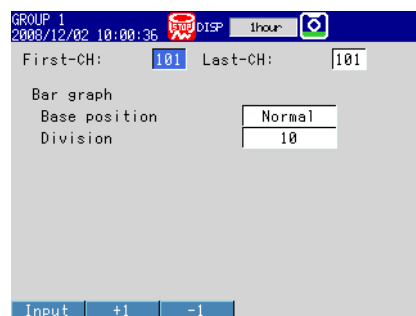 GROUP 1
2008/12/02 10:00:36 STOP DISP 1hour
First-CH: 101 Last-CH: 101
Bar graph
Base position Normal
Division 10
Input +1 -1